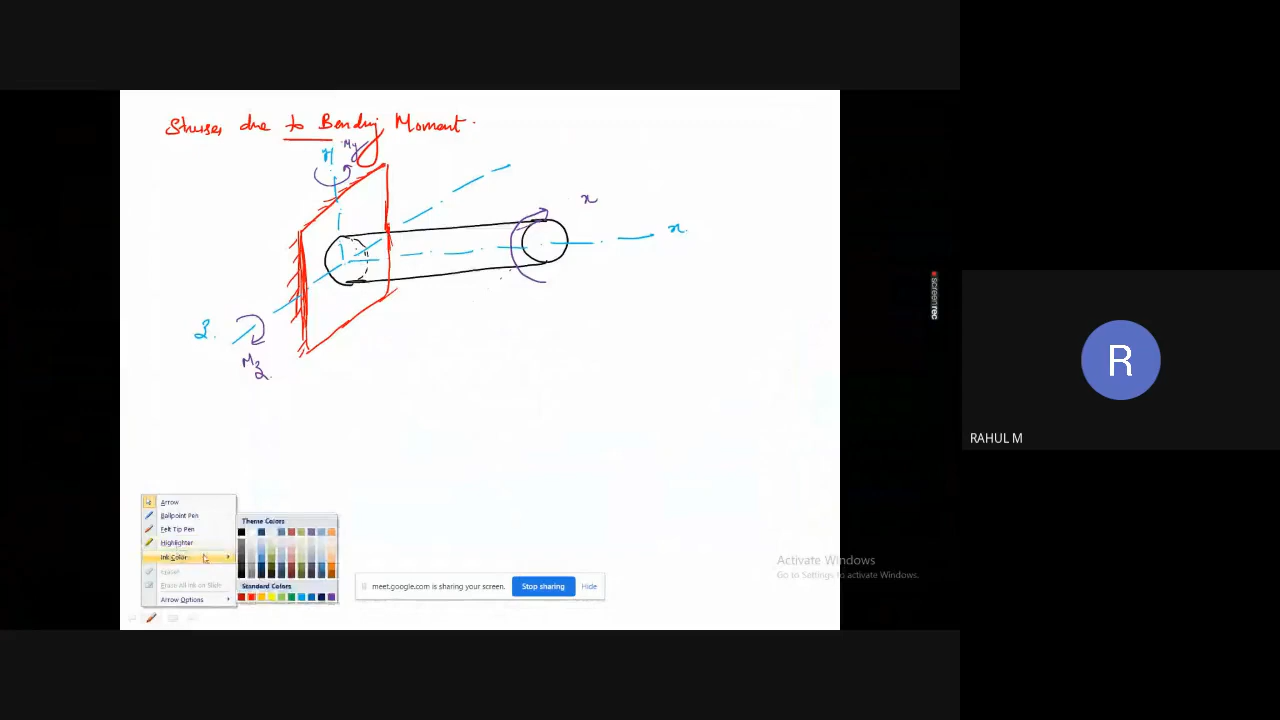 Stresses due to Bending Moment.
y
My
x
x
z.
Mz
screenrec
R
RAHUL M
Arrow
Ballpoint Pen
Felt Tip Pen
Highlighter
Ink Color
Eraser
Erase All Ink on Slide
Arrow Options
Theme Colors
Standard Colors
meet.google.com is sharing your screen.
Stop sharing
Hide
Activate Windows
Go to Settings to activate Windows.